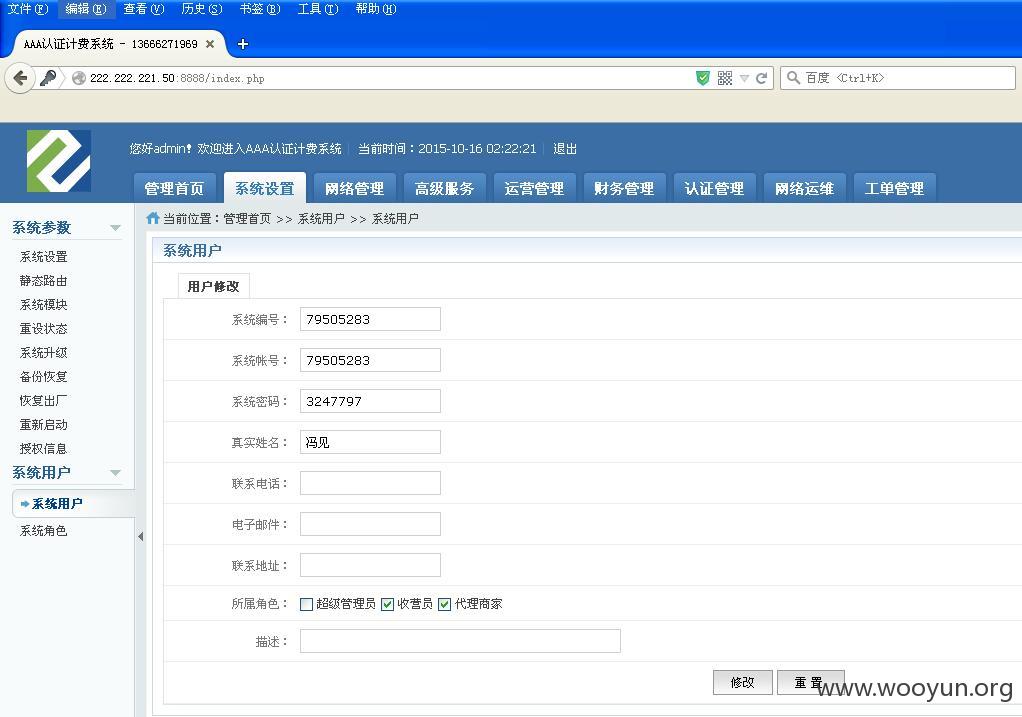 文件(F) 编辑(E) 查看(V) 历史(S) 书签(B) 工具(T) 帮助(H)
AAA认证计费系统 - 13666271969
222.222.221.50:8888/index.php
百度 <Ctrl+K>
您好admin! 欢迎进入AAA认证计费系统 当前时间：2015-10-16 02:22:21 退出
管理首页 系统设置 网络管理 高级服务 运营管理 财务管理 认证管理 网络运维 工单管理
当前位置：管理首页 >> 系统用户 >> 系统用户
系统参数
系统设置
静态路由
系统模块
重设状态
系统升级
备份恢复
恢复出厂
重新启动
授权信息
系统用户
系统用户
系统角色
系统用户
用户修改
系统编号： 79505283
系统帐号： 79505283
系统密码： 3247797
真实姓名： 冯见
联系电话：
电子邮件：
联系地址：
所属角色： 超级管理员 收营员 代理商家
描述：
修改 重置
www.wooyun.org